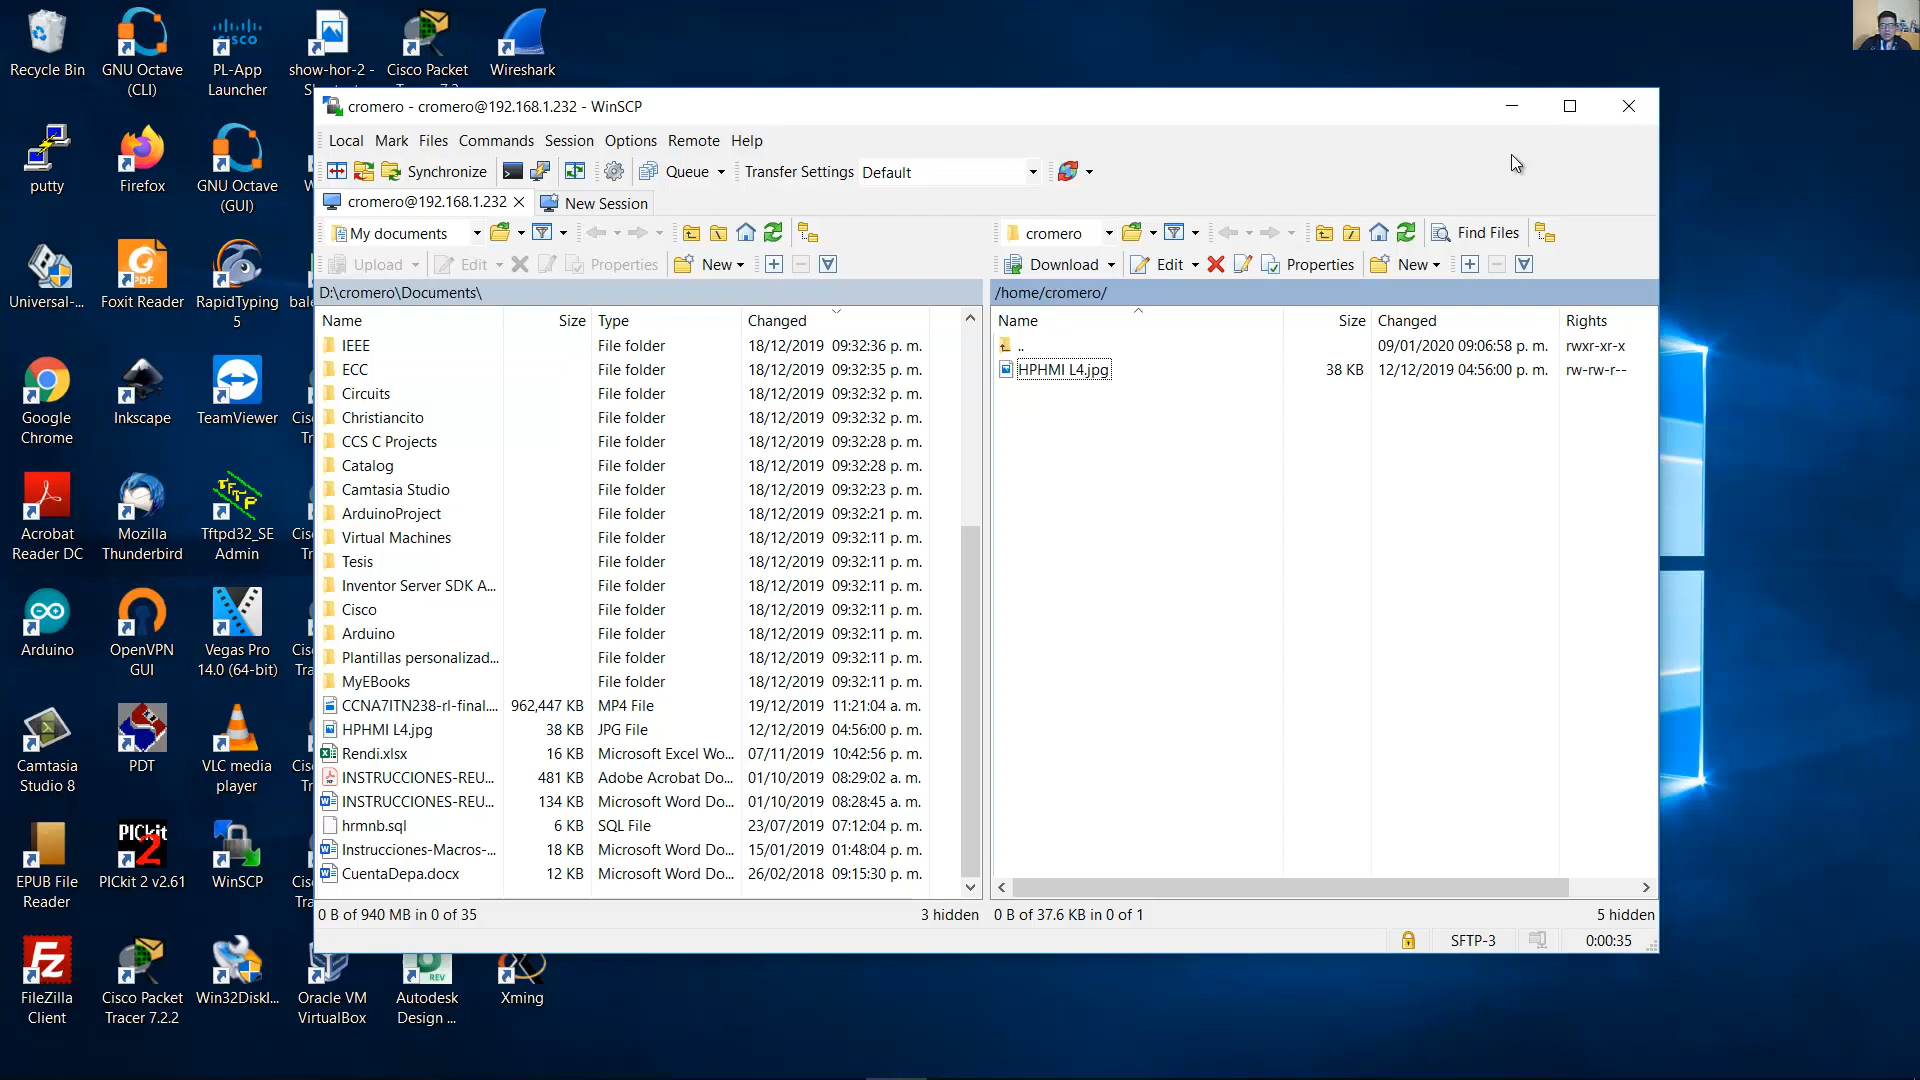 Recycle Bin
GNU Octave
(CLI)
PL-App
Launcher
show-hor-2 -
Cisco Packet
Wireshark
putty
Firefox
GNU Octave
(GUI)
Universal-...
Foxit Reader
RapidTyping
5
Google
Chrome
Inkscape
TeamViewer
Acrobat
Reader DC
Mozilla
Thunderbird
Tftpd32_SE
Admin
Arduino
OpenVPN
GUI
Vegas Pro
14.0 (64-bit)
Camtasia
Studio 8
PDT
VLC media
player
EPUB File
Reader
PICkit 2 v2.61
WinSCP
FileZilla
Client
Cisco Packet
Tracer 7.2.2
Win32DiskI...
Oracle VM
VirtualBox
Autodesk
Design ...
Xming
cromero - cromero@192.168.1.232 - WinSCP
Local Mark Files Commands Session Options Remote Help
Synchronize Queue Transfer Settings Default
cromero@192.168.1.232 New Session
My documents
cromero Find Files
Upload Edit Properties New
Download Edit Properties New
D:\cromero\Documents\
/home/cromero/
Name Size Type Changed
IEEE File folder 18/12/2019 09:32:36 p. m.
ECC File folder 18/12/2019 09:32:35 p. m.
Circuits File folder 18/12/2019 09:32:32 p. m.
Christiancito File folder 18/12/2019 09:32:32 p. m.
CCS C Projects File folder 18/12/2019 09:32:28 p. m.
Catalog File folder 18/12/2019 09:32:28 p. m.
Camtasia Studio File folder 18/12/2019 09:32:23 p. m.
ArduinoProject File folder 18/12/2019 09:32:21 p. m.
Virtual Machines File folder 18/12/2019 09:32:11 p. m.
Tesis File folder 18/12/2019 09:32:11 p. m.
Inventor Server SDK A... File folder 18/12/2019 09:32:11 p. m.
Cisco File folder 18/12/2019 09:32:11 p. m.
Arduino File folder 18/12/2019 09:32:11 p. m.
Plantillas personalizad... File folder 18/12/2019 09:32:11 p. m.
MyEBooks File folder 18/12/2019 09:32:11 p. m.
CCNA7ITN238-rl-final.... 962,447 KB MP4 File 19/12/2019 11:21:04 a. m.
HPHMI L4.jpg 38 KB JPG File 12/12/2019 04:56:00 p. m.
Rendi.xlsx 16 KB Microsoft Excel Wo... 07/11/2019 10:42:56 p. m.
INSTRUCCIONES-REU... 481 KB Adobe Acrobat Do... 01/10/2019 08:29:02 a. m.
INSTRUCCIONES-REU... 134 KB Microsoft Word Do... 01/10/2019 08:28:45 a. m.
hrmnb.sql 6 KB SQL File 23/07/2019 07:12:04 p. m.
Instrucciones-Macros-... 18 KB Microsoft Word Do... 15/01/2019 01:48:04 p. m.
CuentaDepa.docx 12 KB Microsoft Word Do... 26/02/2018 09:15:30 p. m.
Name Size Changed Rights
.. 09/01/2020 09:06:58 p. m. rwxr-xr-x
HPHMI L4.jpg 38 KB 12/12/2019 04:56:00 p. m. rw-rw-r--
0 B of 940 MB in 0 of 35 3 hidden
0 B of 37.6 KB in 0 of 1 5 hidden
SFTP-3 0:00:35